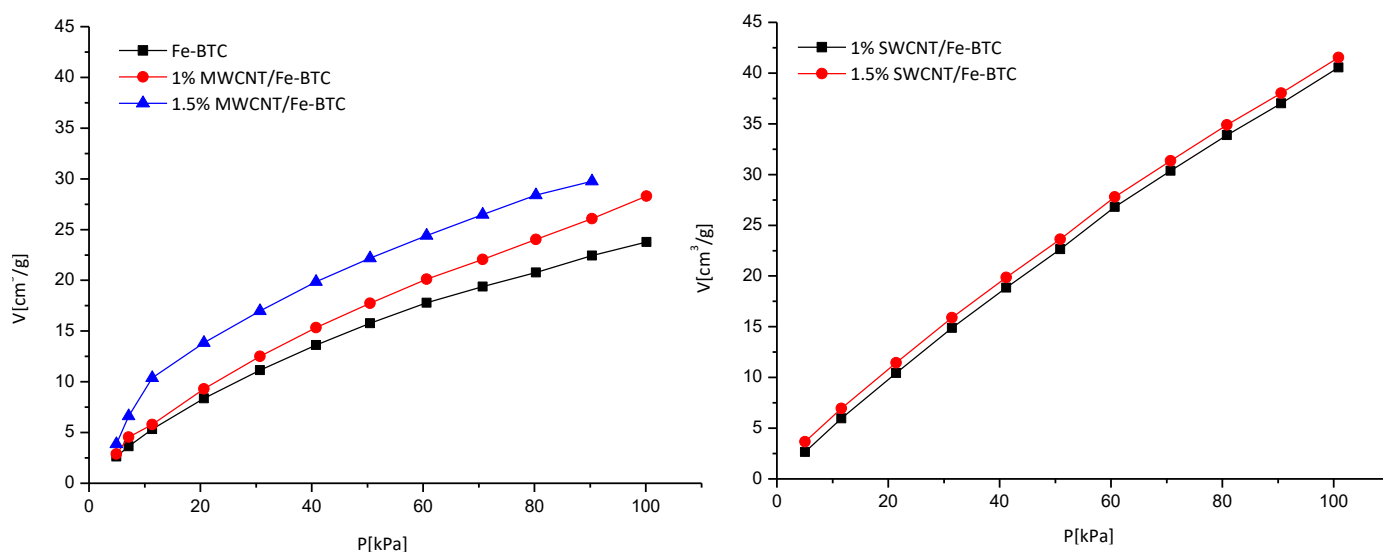 45
40
35
30
25
20
15
10
5
0
V[cm³/g]
Fe-BTC
1% MWCNT/Fe-BTC
1.5% MWCNT/Fe-BTC
0 20 40 60 80 100
P[kPa]
45
40
35
30
25
20
15
10
5
0
V[cm³/g]
1% SWCNT/Fe-BTC
1.5% SWCNT/Fe-BTC
0 20 40 60 80 100
P[kPa]